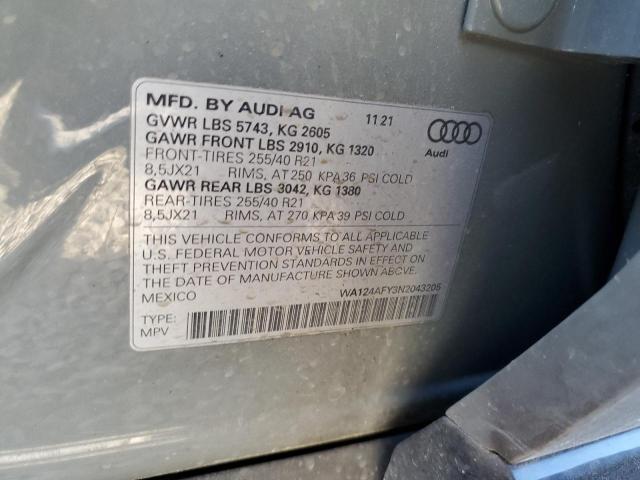 MFD. BY AUDI AG 11 21
GVWR LBS 5743, KG 2605
GAWR FRONT LBS 2910, KG 1320
Audi
FRONT-TIRES 255/40 R21
8,5JX21 RIMS, AT 250 KPA 36 PSI COLD
GAWR REAR LBS 3042, KG 1380
REAR-TIRES 255/40 R21
8,5JX21 RIMS, AT 270 KPA 39 PSI COLD
THIS VEHICLE CONFORMS TO ALL APPLICABLE
U.S. FEDERAL MOTOR VEHICLE SAFETY AND
THEFT PREVENTION STANDARDS IN EFFECT ON
THE DATE OF MANUFACTURE SHOWN ABOVE.
MEXICO WA124AFY3N2043205
TYPE:
MPV